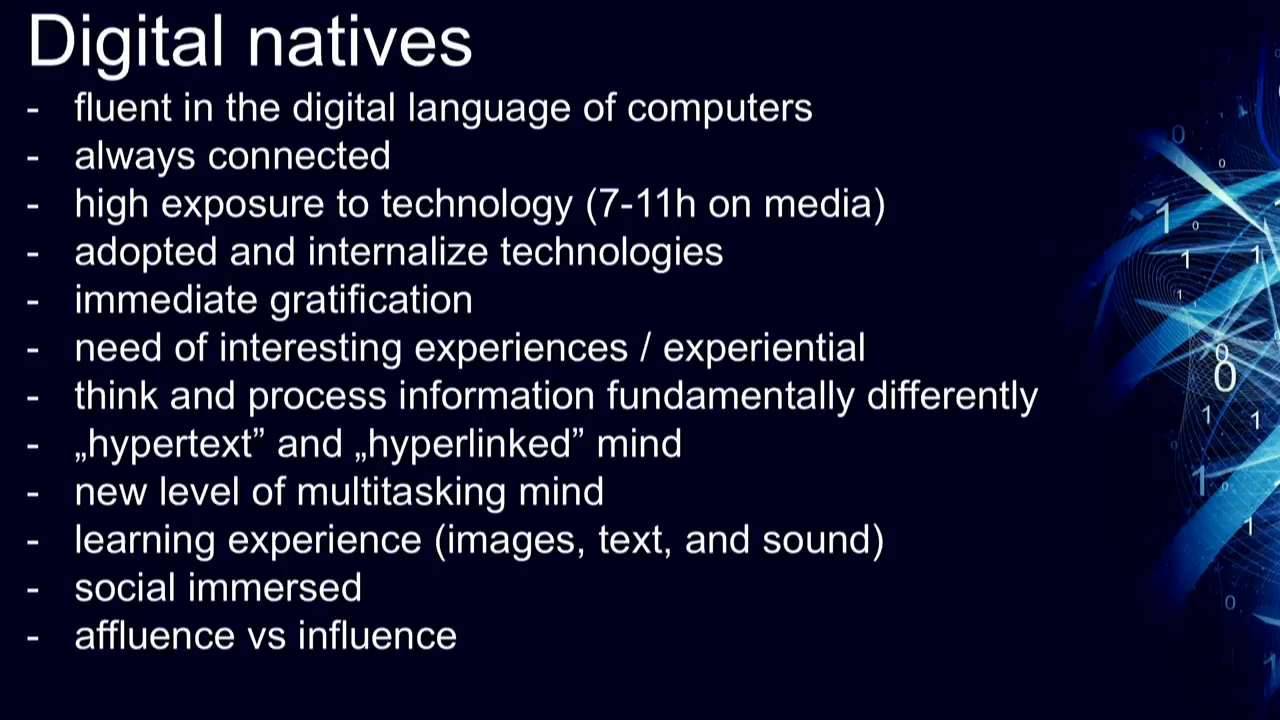 Digital natives
- fluent in the digital language of computers
- always connected
- high exposure to technology (7-11h on media)
- adopted and internalize technologies
- immediate gratification
- need of interesting experiences / experiential
- think and process information fundamentally differently
- „hypertext” and „hyperlinked” mind
- new level of multitasking mind
- learning experience (images, text, and sound)
- social immersed
- affluence vs influence